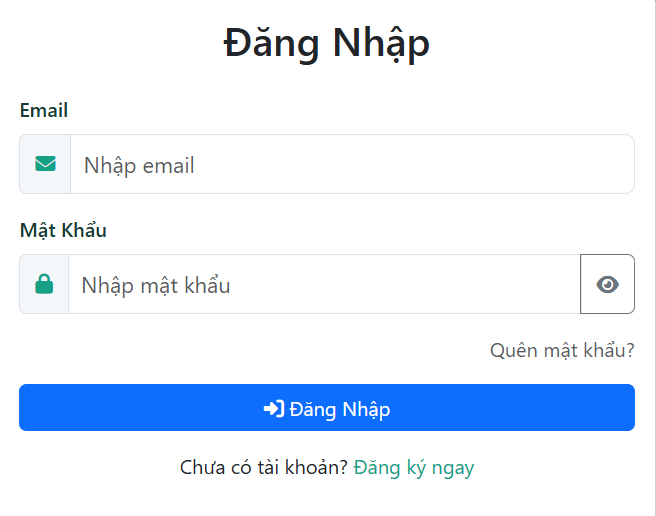 Đăng Nhập
Email
Nhập email
Mật Khẩu
Nhập mật khẩu
Quên mật khẩu?
Đăng Nhập
Chưa có tài khoản? Đăng ký ngay